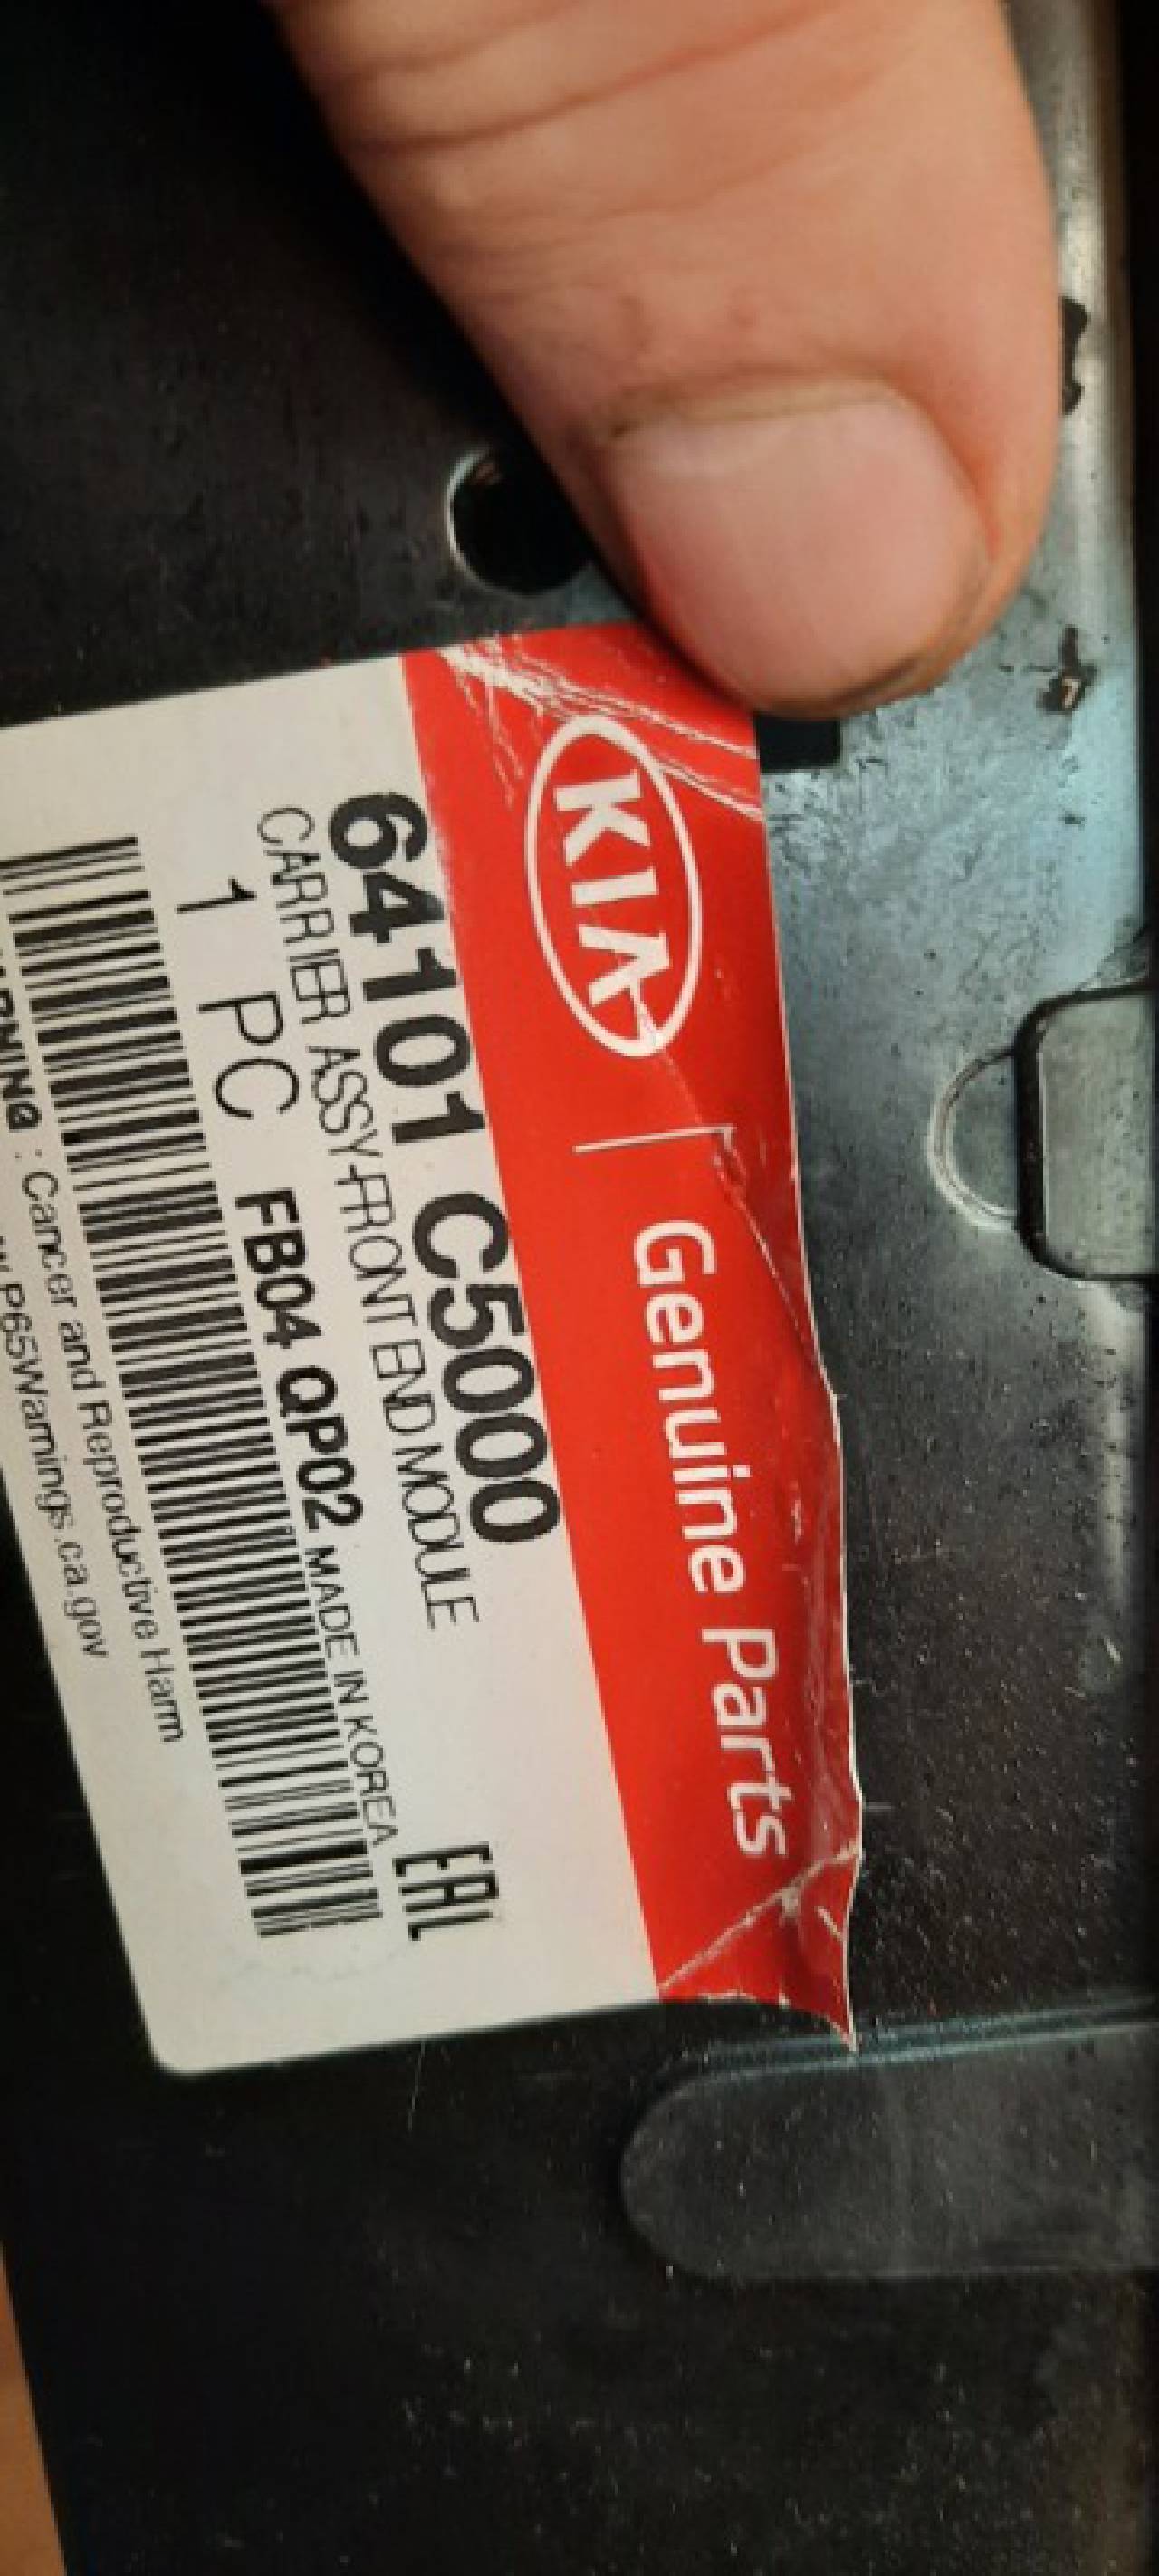 KIA | Genuine Parts
64101 C5000
CARRIER ASSY-FRONT END MODULE
1 PC FB04 QP02 MADE IN KOREA
EAC
: Cancer and Reproductive Harm
P65Warnings.ca.gov